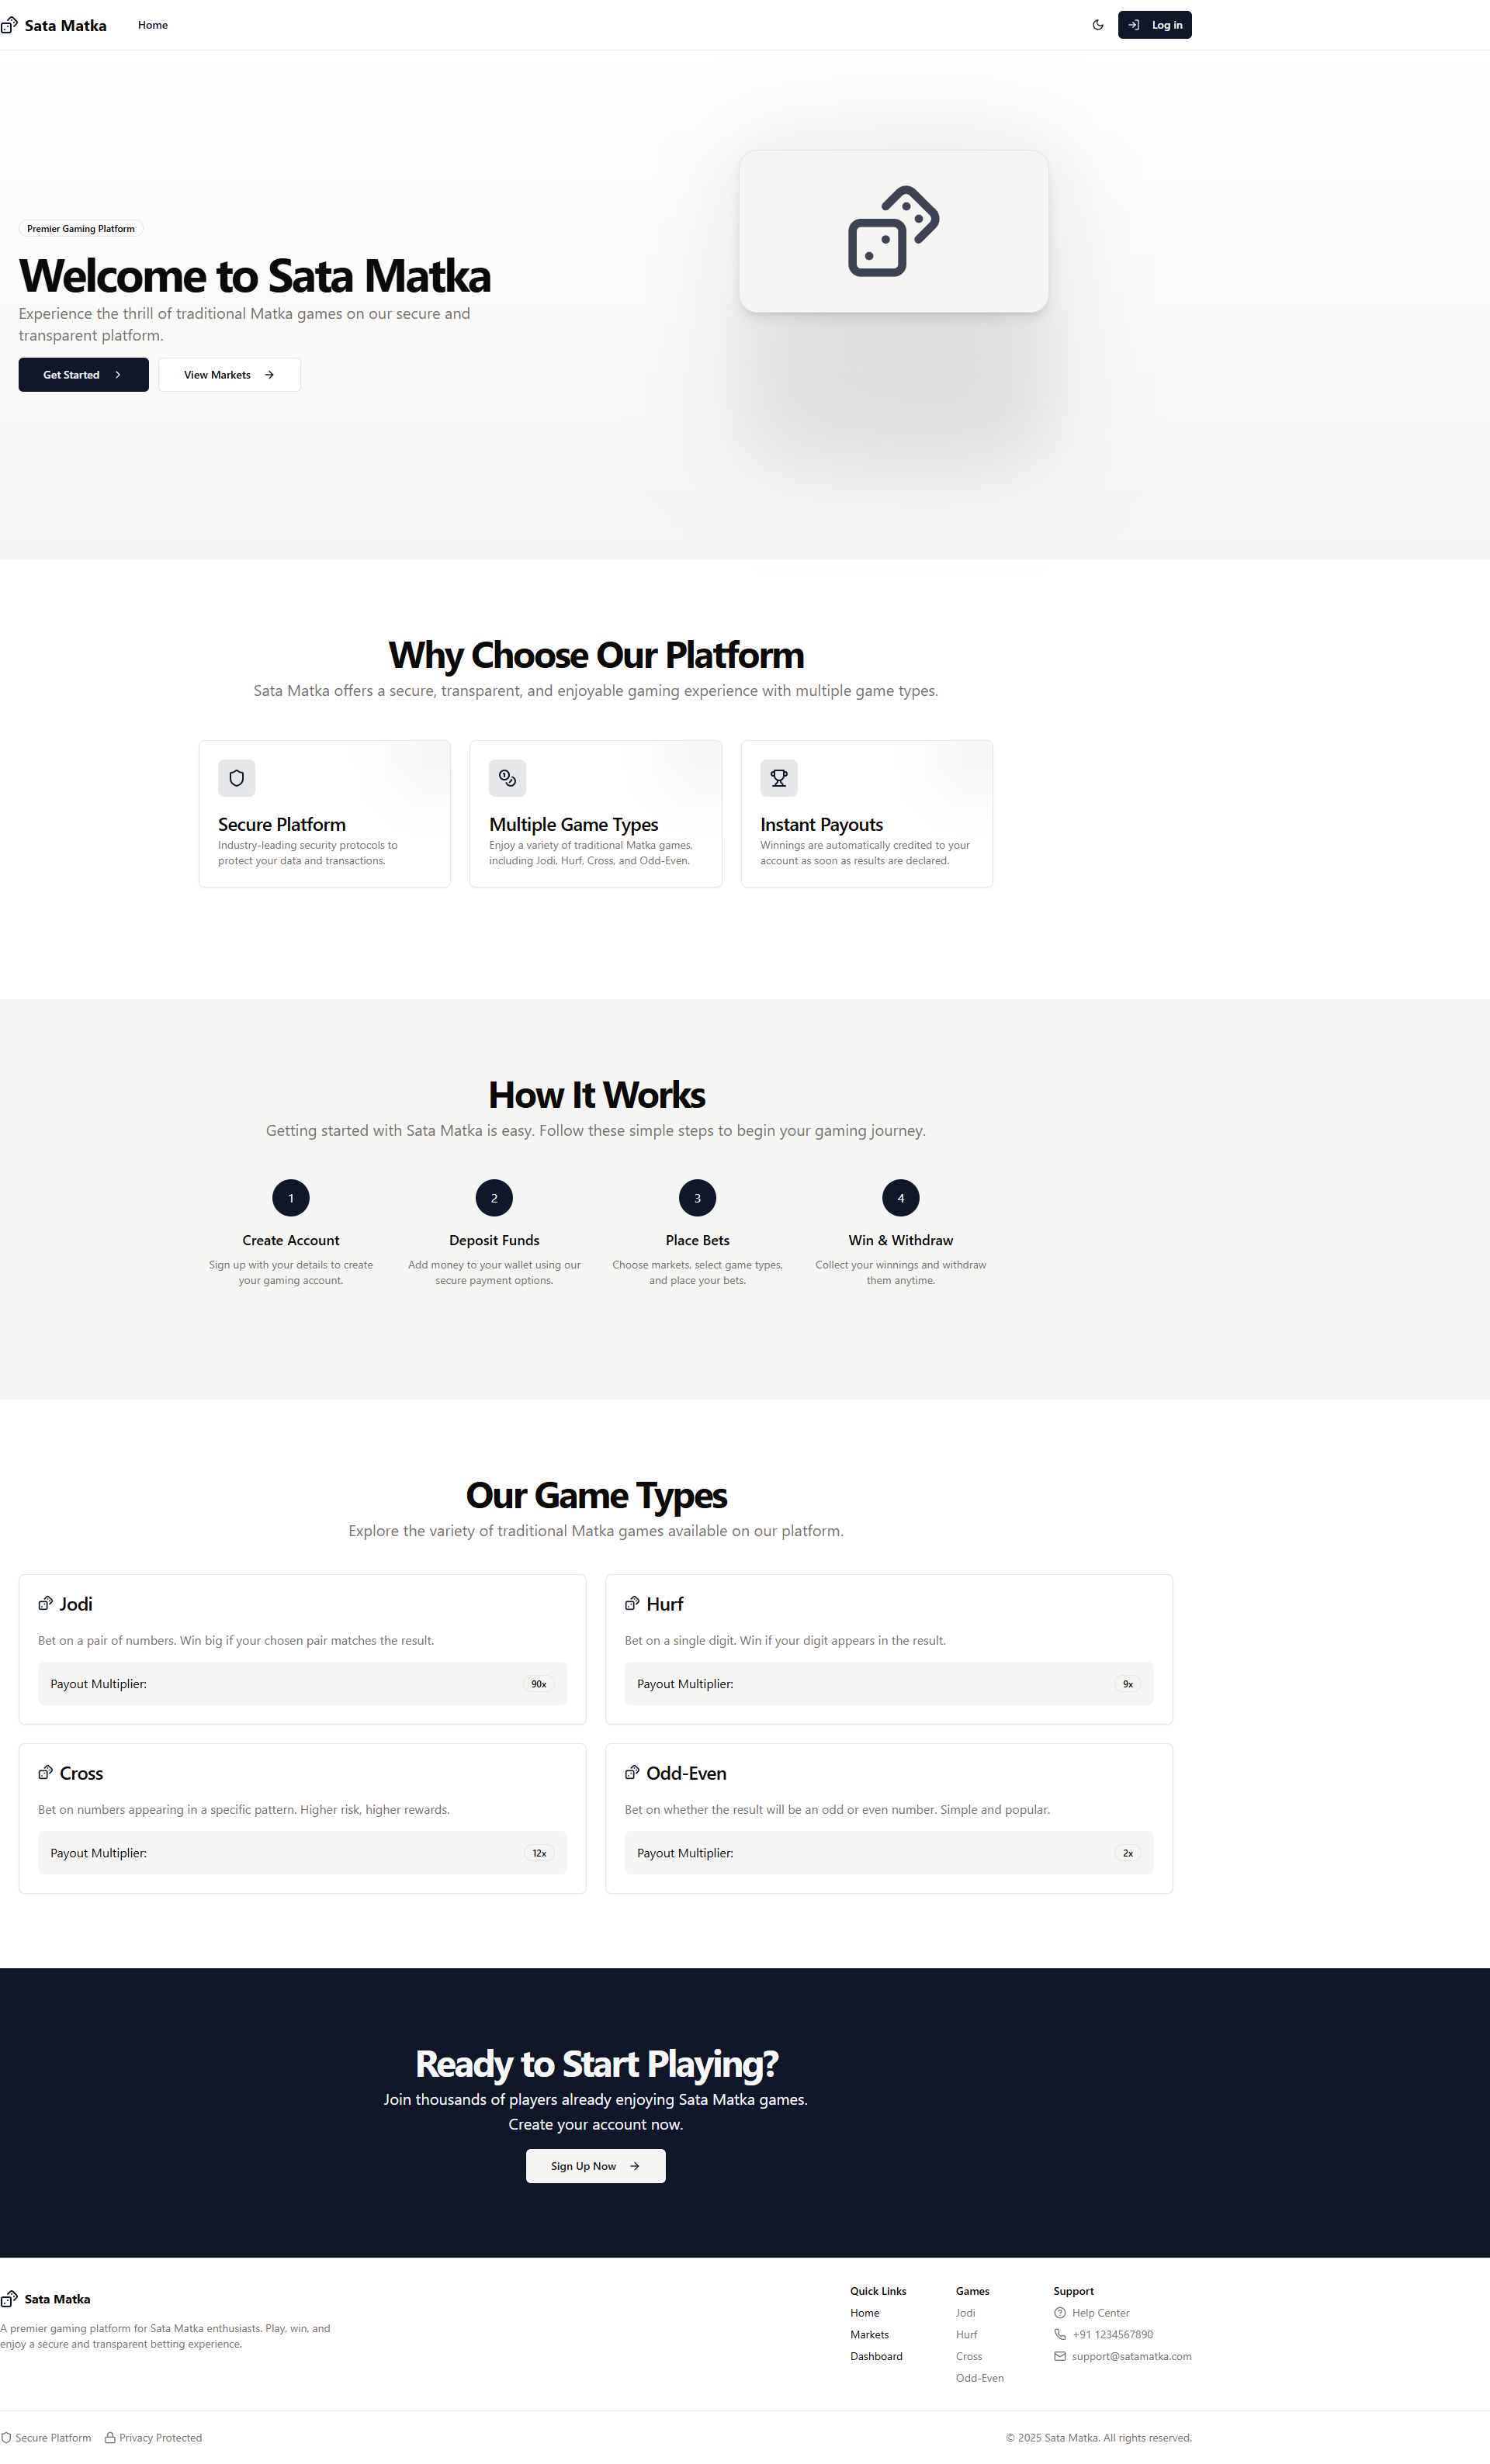 Sata Matka
Home
Log in
Premier Gaming Platform
Welcome to Sata Matka
Experience the thrill of traditional Matka games on our secure and
transparent platform.
Get Started
View Markets
Why Choose Our Platform
Sata Matka offers a secure, transparent, and enjoyable gaming experience with multiple game types.
Secure Platform
Industry-leading security protocols to
protect your data and transactions.
Multiple Game Types
Enjoy a variety of traditional Matka games,
including Jodi, Hurf, Cross, and Odd-Even.
Instant Payouts
Winnings are automatically credited to your
account as soon as results are declared.
How It Works
Getting started with Sata Matka is easy. Follow these simple steps to begin your gaming journey.
1
Create Account
Sign up with your details to create
your gaming account.
2
Deposit Funds
Add money to your wallet using our
secure payment options.
3
Place Bets
Choose markets, select game types,
and place your bets.
4
Win & Withdraw
Collect your winnings and withdraw
them anytime.
Our Game Types
Explore the variety of traditional Matka games available on our platform.
Jodi
Bet on a pair of numbers. Win big if your chosen pair matches the result.
Payout Multiplier:
90x
Hurf
Bet on a single digit. Win if your digit appears in the result.
Payout Multiplier:
9x
Cross
Bet on numbers appearing in a specific pattern. Higher risk, higher rewards.
Payout Multiplier:
12x
Odd-Even
Bet on whether the result will be an odd or even number. Simple and popular.
Payout Multiplier:
2x
Ready to Start Playing?
Join thousands of players already enjoying Sata Matka games.
Create your account now.
Sign Up Now
Sata Matka
A premier gaming platform for Sata Matka enthusiasts. Play, win, and
enjoy a secure and transparent betting experience.
Quick Links
Home
Markets
Dashboard
Games
Jodi
Hurf
Cross
Odd-Even
Support
Help Center
+91 1234567890
support@satamatka.com
Secure Platform
Privacy Protected
© 2025 Sata Matka. All rights reserved.